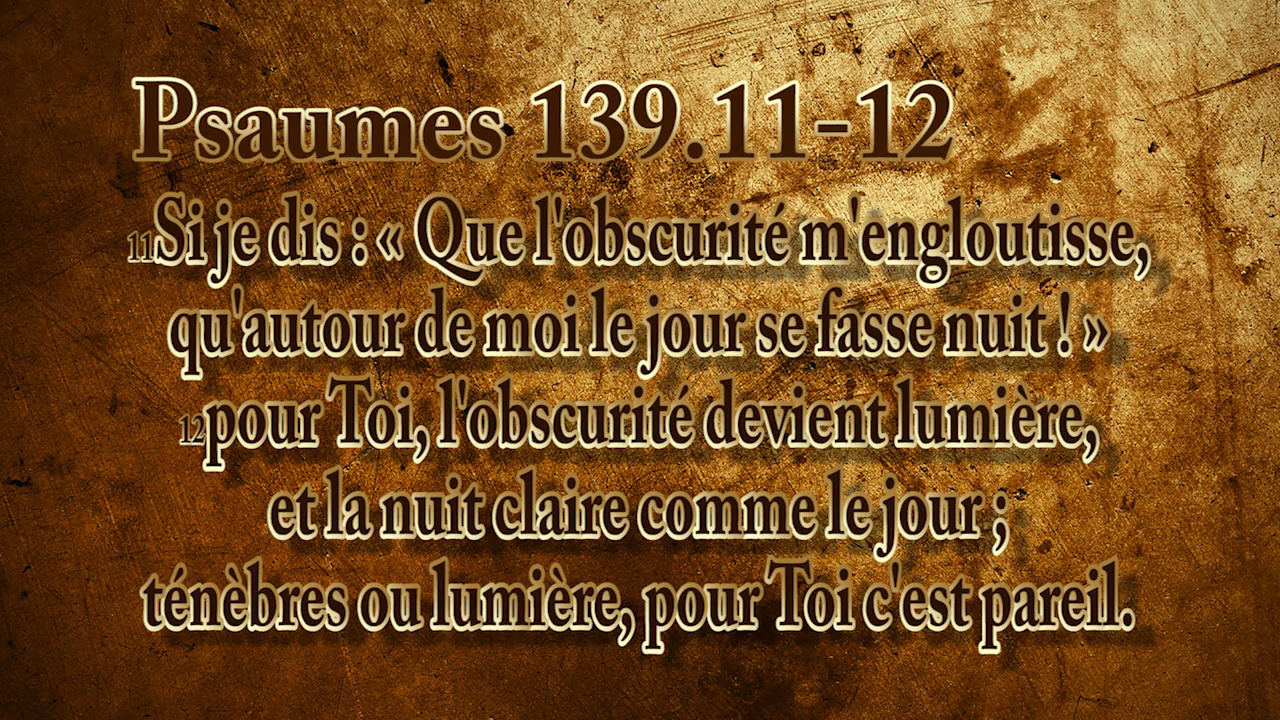 Psaumes 139.11-12
11Si je dis : « Que l'obscurité m'engloutisse,
qu'autour de moi le jour se fasse nuit ! »
12pour Toi, l'obscurité devient lumière,
et la nuit claire comme le jour ;
ténèbres ou lumière, pour Toi c'est pareil.